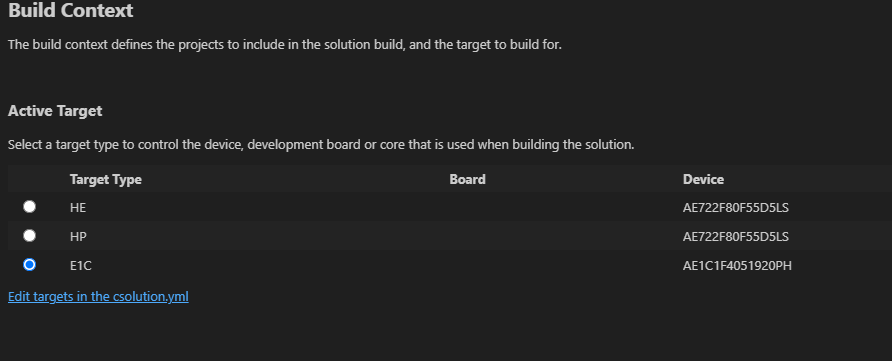 Build Context
The build context defines the projects to include in the solution build, and the target to build for.
Active Target
Select a target type to control the device, development board or core that is used when building the solution.
Target Type Board Device
HE AE722F80F55D5LS
HP AE722F80F55D5LS
E1C AE1C1F4051920PH
Edit targets in the csolution.yml